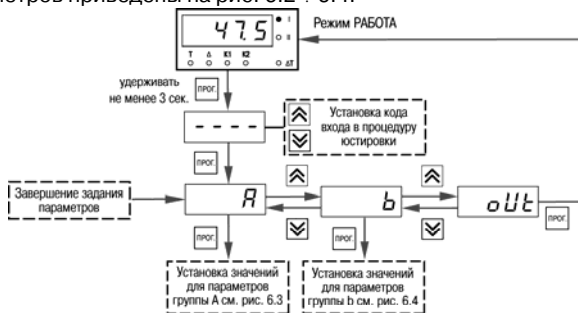 метров приведены на рис. 6.2 ÷ 6.4.
47.5
I
II
T Δ K1 K2
ΔT
Режим РАБОТА
удерживать
не менее 3 сек.
ПРОГ.
- - - -
Установка кода
входа в процедуру
юстировки
ПРОГ.
Завершение задания
параметров
A
b
oUt
ПРОГ.
ПРОГ.
ПРОГ.
Установка значений
для параметров
группы А см. рис. 6.3
Установка значений
для параметров
группы b см. рис. 6.4